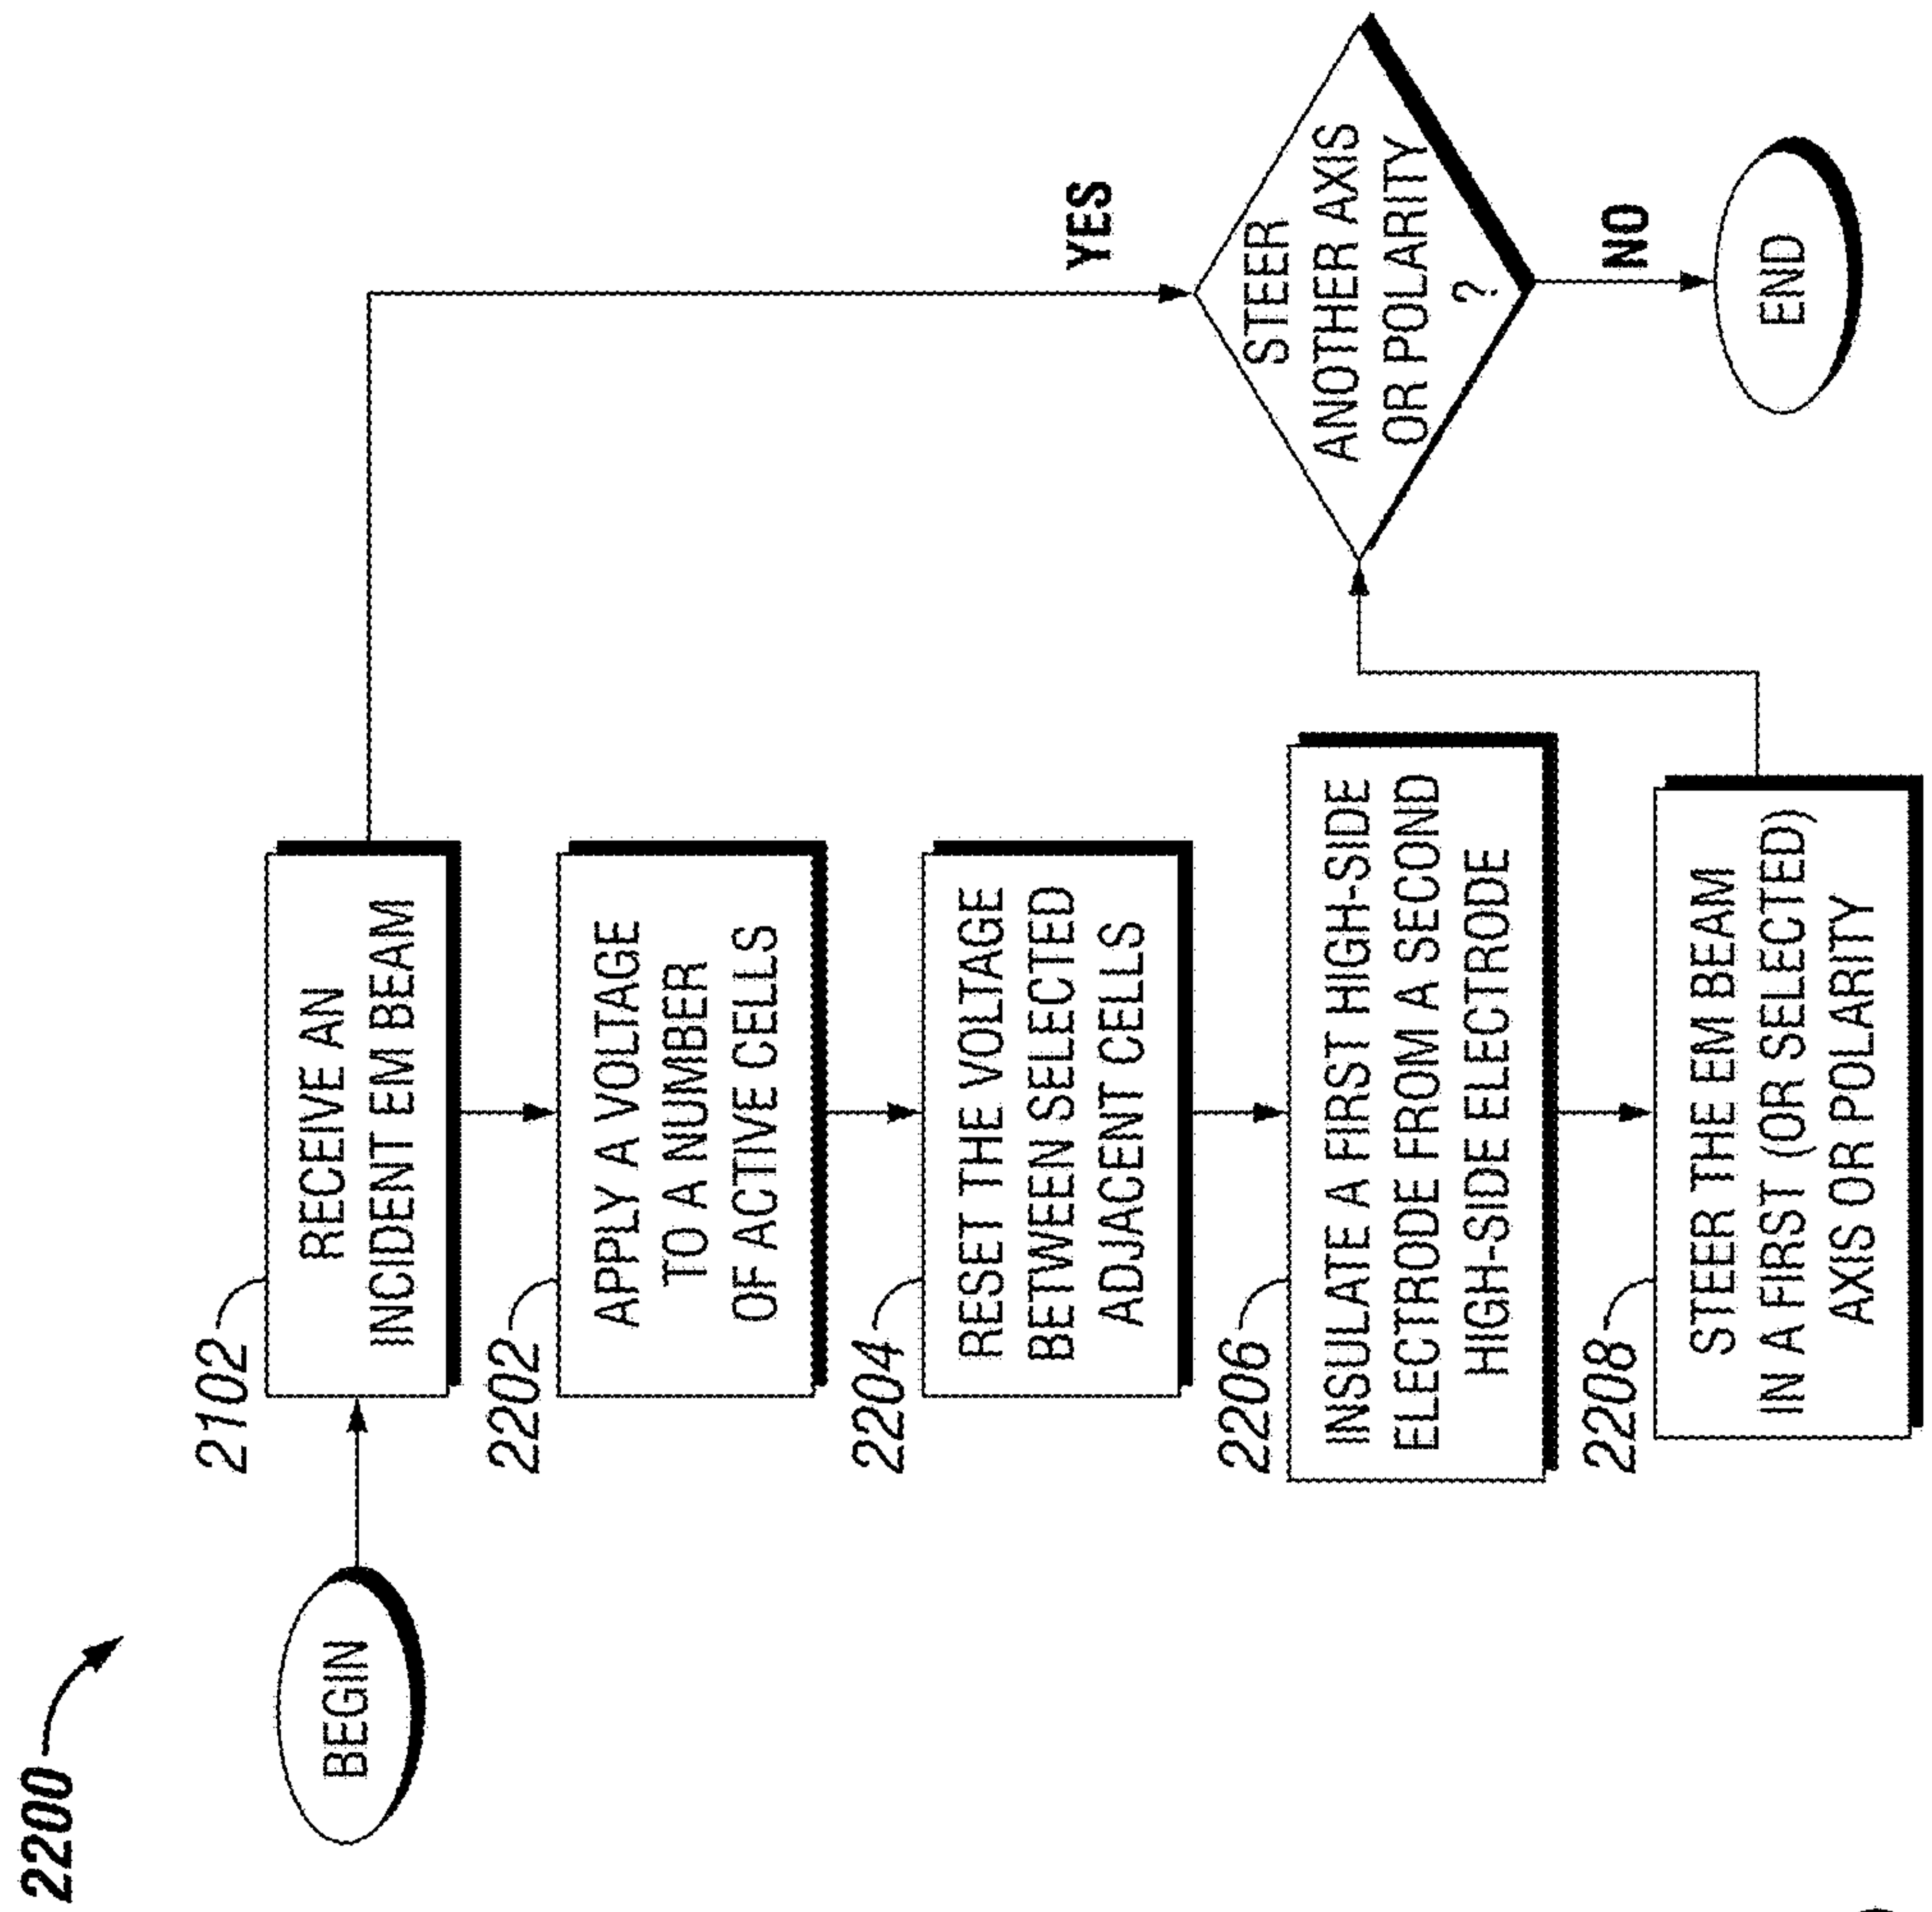 2200
BEGIN
2102
RECEIVE AN
INCIDENT EM BEAM
2202
APPLY A VOLTAGE
TO A NUMBER
OF ACTIVE CELLS
2204
RESET THE VOLTAGE
BETWEEN SELECTED
ADJACENT CELLS
2206
INSULATE A FIRST HIGH-SIDE
ELECTRODE FROM A SECOND
HIGH-SIDE ELECTRODE
2208
STEER THE EM BEAM
IN A FIRST (OR SELECTED)
AXIS OR POLARITY
YES
STEER
ANOTHER AXIS
OR POLARITY
?
NO
END